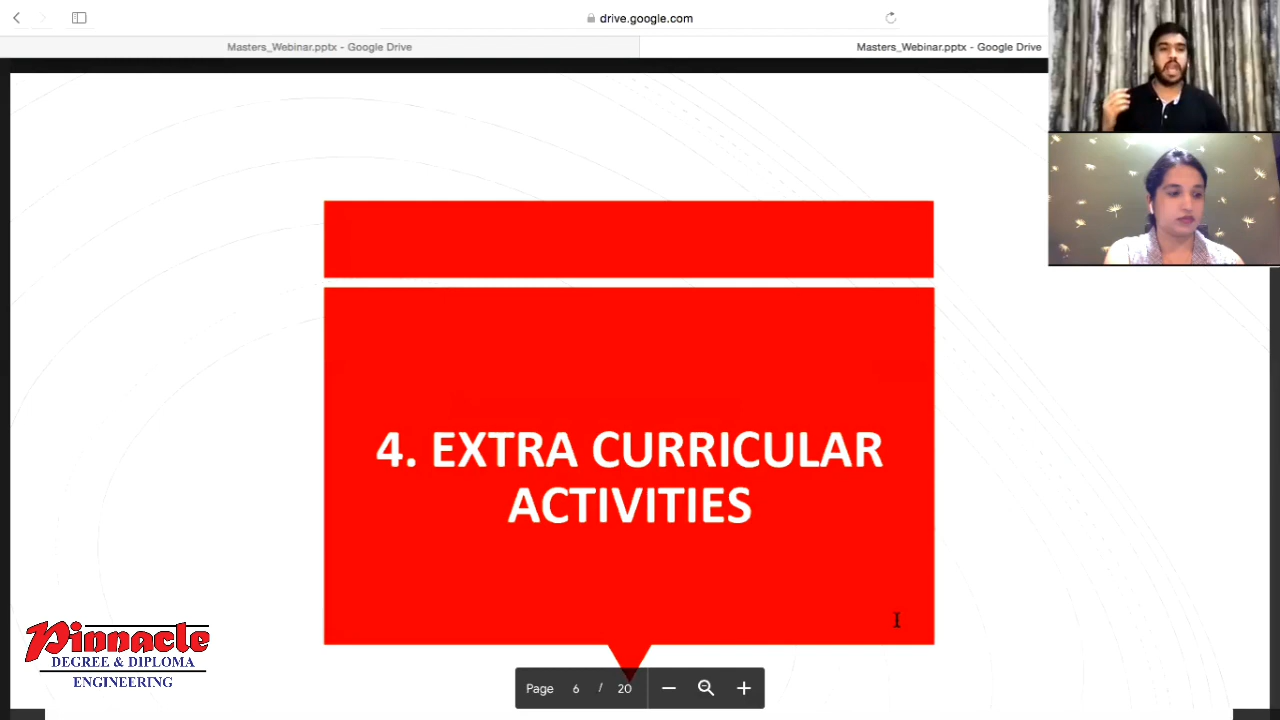 drive.google.com
Masters_Webinar.pptx - Google Drive
Masters_Webinar.pptx - Google Drive
4. EXTRA CURRICULAR
ACTIVITIES
Pinnacle
DEGREE & DIPLOMA
ENGINEERING
Page 6 / 20